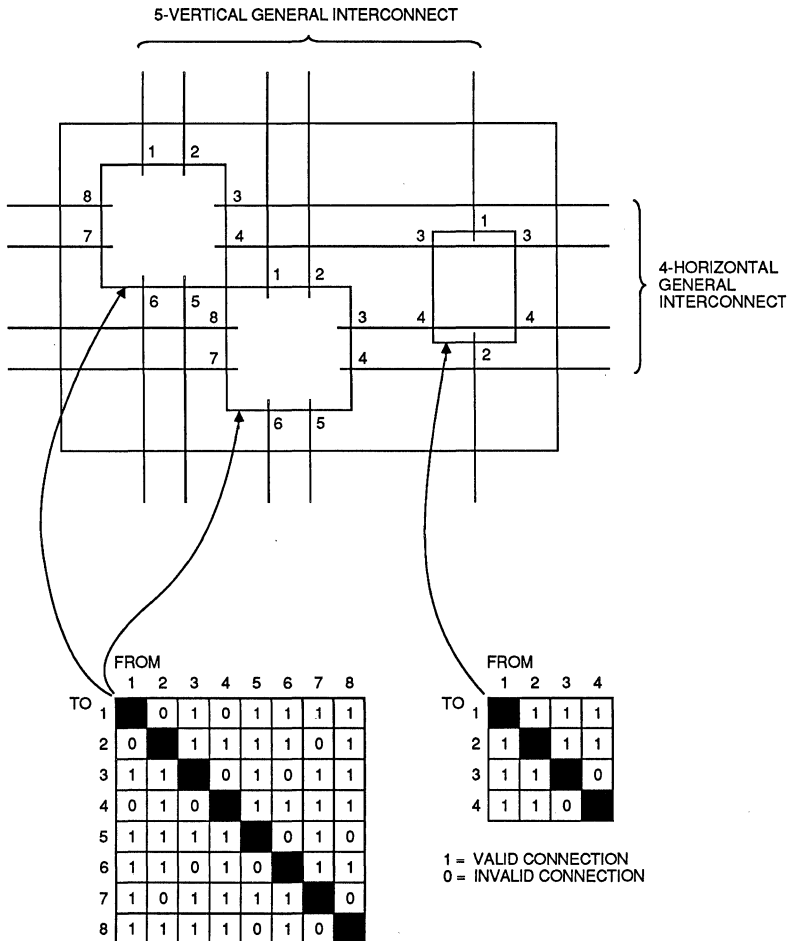 5-VERTICAL GENERAL INTERCONNECT
1 2
8 3
7 4
6 5
1 2
8 3
7 4
6 5
1
3 3
4 4
2
4-HORIZONTAL
GENERAL
INTERCONNECT
FROM
1 2 3 4 5 6 7 8
TO
1 0 1 0 1 1 1 1
2 0 1 1 1 1 0 1
3 1 1 0 1 0 1 1
4 0 1 0 1 1 1 1
5 1 1 1 1 0 1 0
6 1 1 0 1 0 1 1
7 1 0 1 1 1 1 0
8 1 1 1 1 0 1 0
FROM
1 2 3 4
TO
1 1 1 1
2 1 1 1
3 1 1 0
4 1 1 0
1 = VALID CONNECTION
0 = INVALID CONNECTION